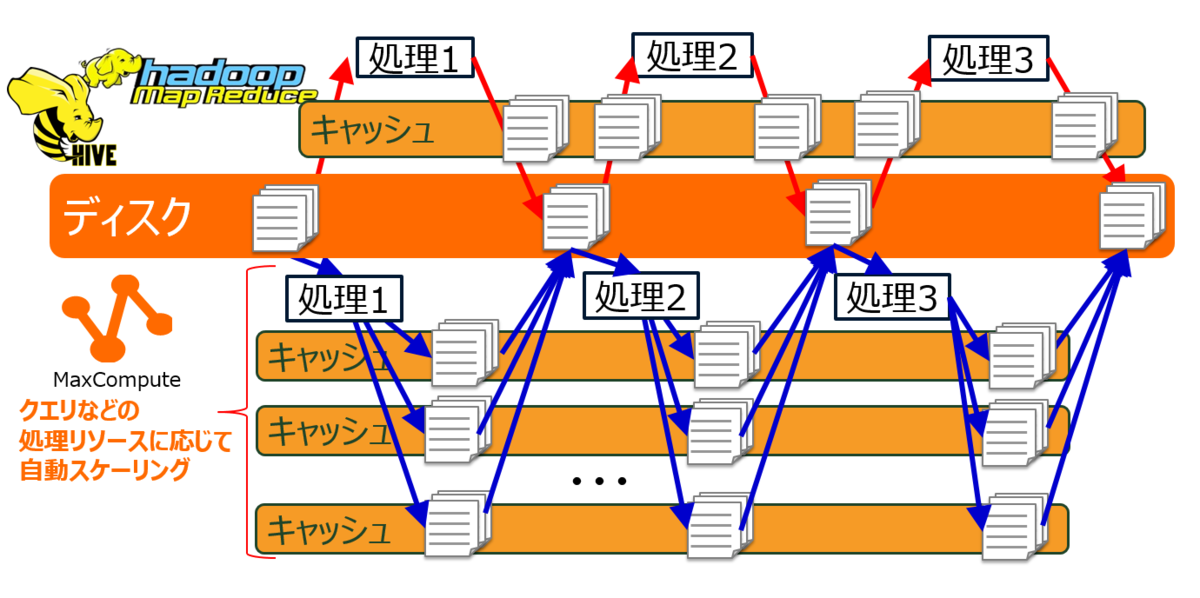 処理1
処理2
処理3
hadoop
Map Reduce
HIVE
キャッシュ
ディスク
処理1
処理2
処理3
MaxCompute
クエリなどの
処理リソースに応じて
自動スケーリング
キャッシュ
キャッシュ
・・・
キャッシュ